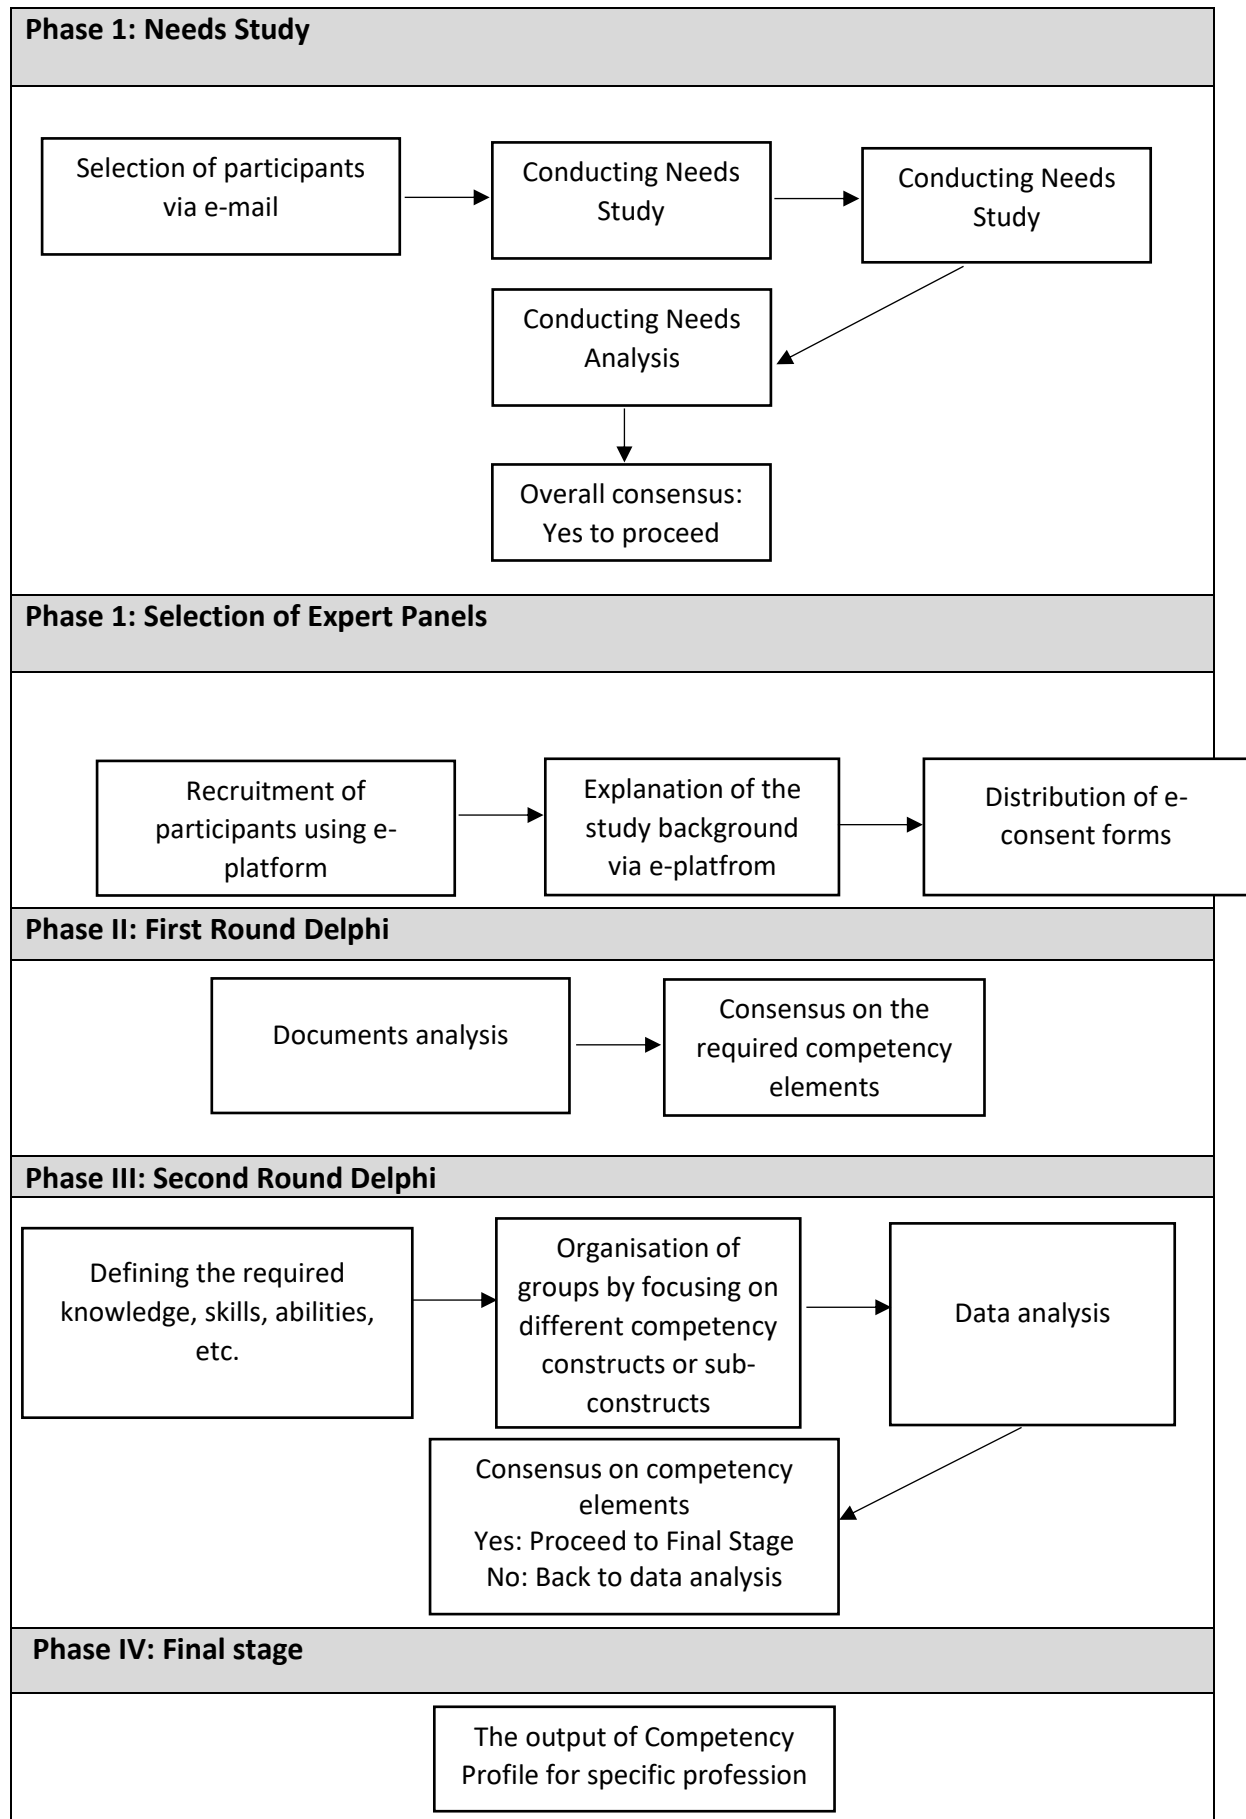 Phase 1: Needs Study
Selection of participants
via e-mail
Conducting Needs
Study
Conducting Needs
Study
Conducting Needs
Analysis
Overall consensus:
Yes to proceed
Phase 1: Selection of Expert Panels
Recruitment of
participants using e-
platform
Explanation of the
study background
via e-platfrom
Distribution of e-
consent forms
Phase II: First Round Delphi
Documents analysis
Consensus on the
required competency
elements
Phase III: Second Round Delphi
Defining the required
knowledge, skills, abilities,
etc.
Organisation of
groups by focusing on
different competency
constructs or sub-
constructs
Data analysis
Consensus on competency
elements
Yes: Proceed to Final Stage
No: Back to data analysis
Phase IV: Final stage
The output of Competency
Profile for specific profession